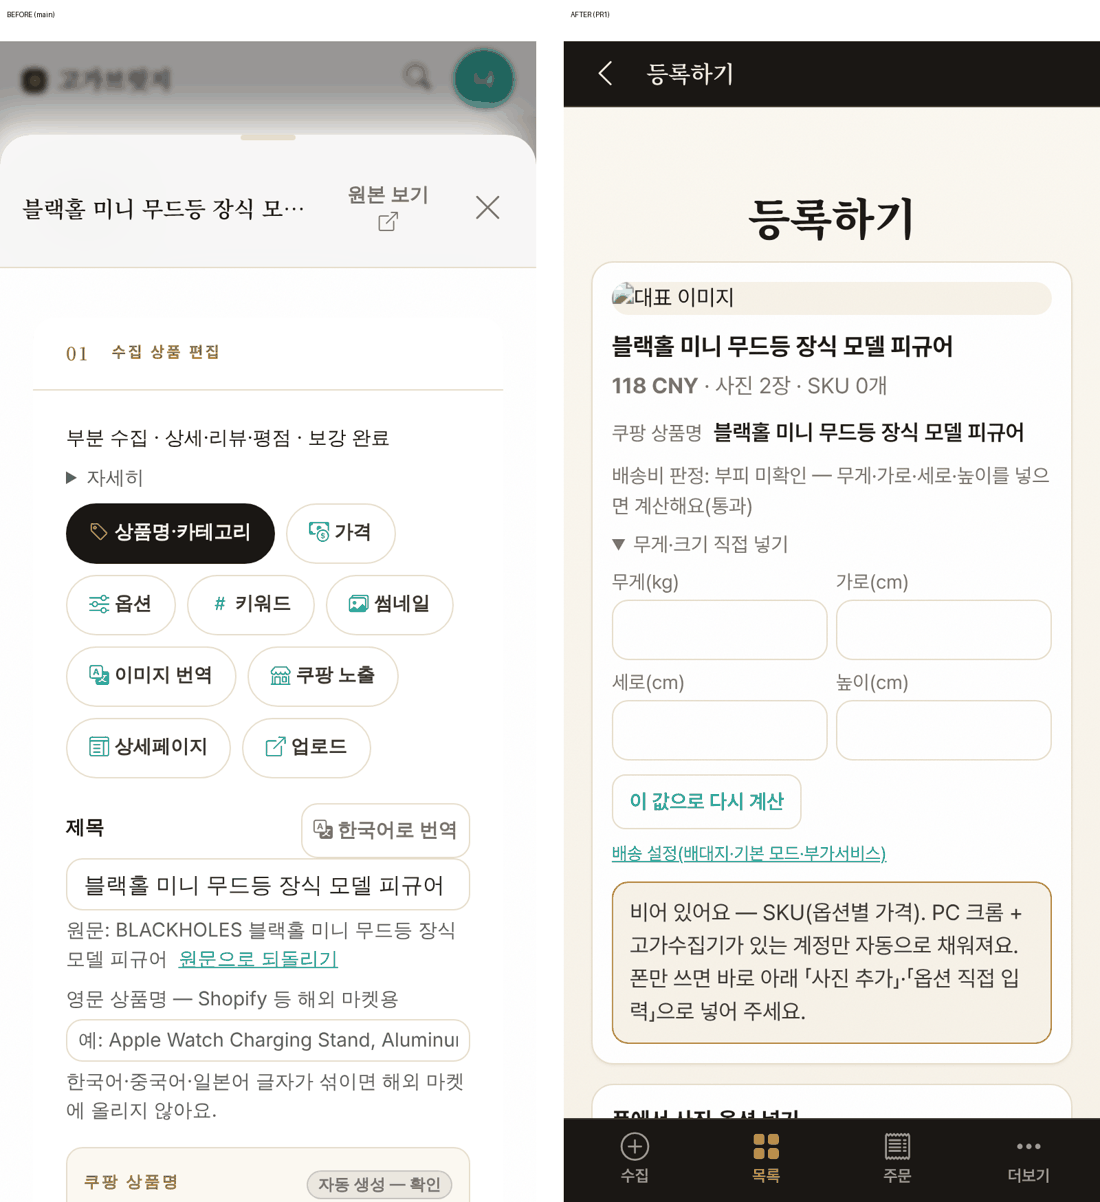 BEFORE (main)
고가브릿지
블랙홀 미니 무드등 장식 모…
원본 보기
01 수집 상품 편집
부분 수집 · 상세·리뷰·평점 · 보강 완료
▶ 자세히
상품명·카테고리
가격
옵션
# 키워드
썸네일
이미지 번역
쿠팡 노출
상세페이지
업로드
제목
한국어로 번역
블랙홀 미니 무드등 장식 모델 피규어
원문: BLACKHOLES 블랙홀 미니 무드등 장식
모델 피규어 원문으로 되돌리기
영문 상품명 — Shopify 등 해외 마켓용
예: Apple Watch Charging Stand, Aluminu
한국어·중국어·일본어 글자가 섞이면 해외 마켓
에 올리지 않아요.
쿠팡 상품명
자동 생성 — 확인
AFTER (PR1)
등록하기
등록하기
대표 이미지
블랙홀 미니 무드등 장식 모델 피규어
118 CNY · 사진 2장 · SKU 0개
쿠팡 상품명 블랙홀 미니 무드등 장식 모델 피규어
배송비 판정: 부피 미확인 — 무게·가로·세로·높이를 넣으
면 계산해요(통과)
▼ 무게·크기 직접 넣기
무게(kg)
가로(cm)
세로(cm)
높이(cm)
이 값으로 다시 계산
배송 설정(배대지·기본 모드·부가서비스)
비어 있어요 — SKU(옵션별 가격). PC 크롬 +
고가수집기가 있는 계정만 자동으로 채워져요.
폰만 쓰면 바로 아래 「사진 추가」·「옵션 직접 입
력」으로 넣어 주세요.
수집
목록
주문
더보기